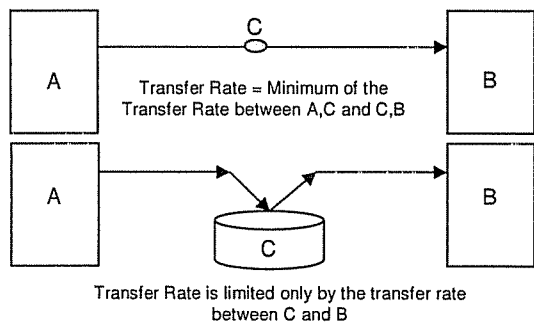 C
A
B
Transfer Rate = Minimum of the
Transfer Rate between A,C and C,B
A
B
C
Transfer Rate is limited only by the transfer rate
between C and B